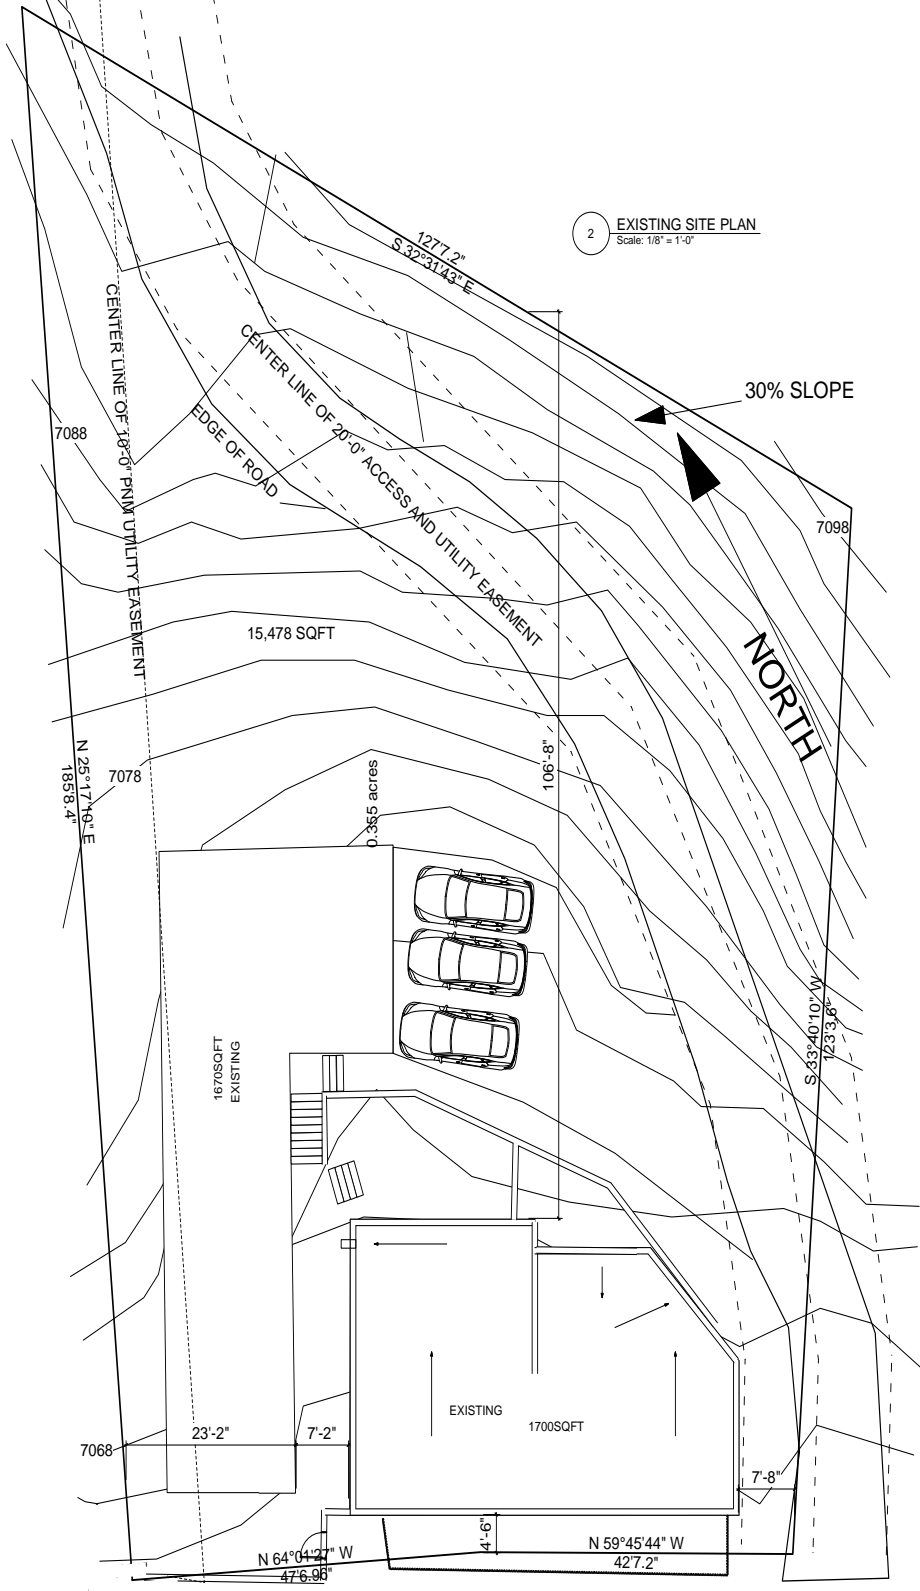 2
EXISTING SITE PLAN
Scale: 1/8" = 1'-0"
127'7.2"
S 32°31'43" E
30% SLOPE
CENTER LINE OF 10'-0" PNM UTILITY EASEMENT
CENTER LINE OF 20'-0" ACCESS AND UTILITY EASEMENT
EDGE OF ROAD
7088
7098
15,478 SQFT
NORTH
N 25°17'10" E
185'8.4"
7078
0.355 acres
106'-8"
S 33°40'10" W
123'3.6"
1670SQFT
EXISTING
EXISTING
1700SQFT
23'-2"
7'-2"
7068
7'-8"
4'-6"
N 64°01'27" W
47'6.96"
N 59°45'44" W
42'7.2"